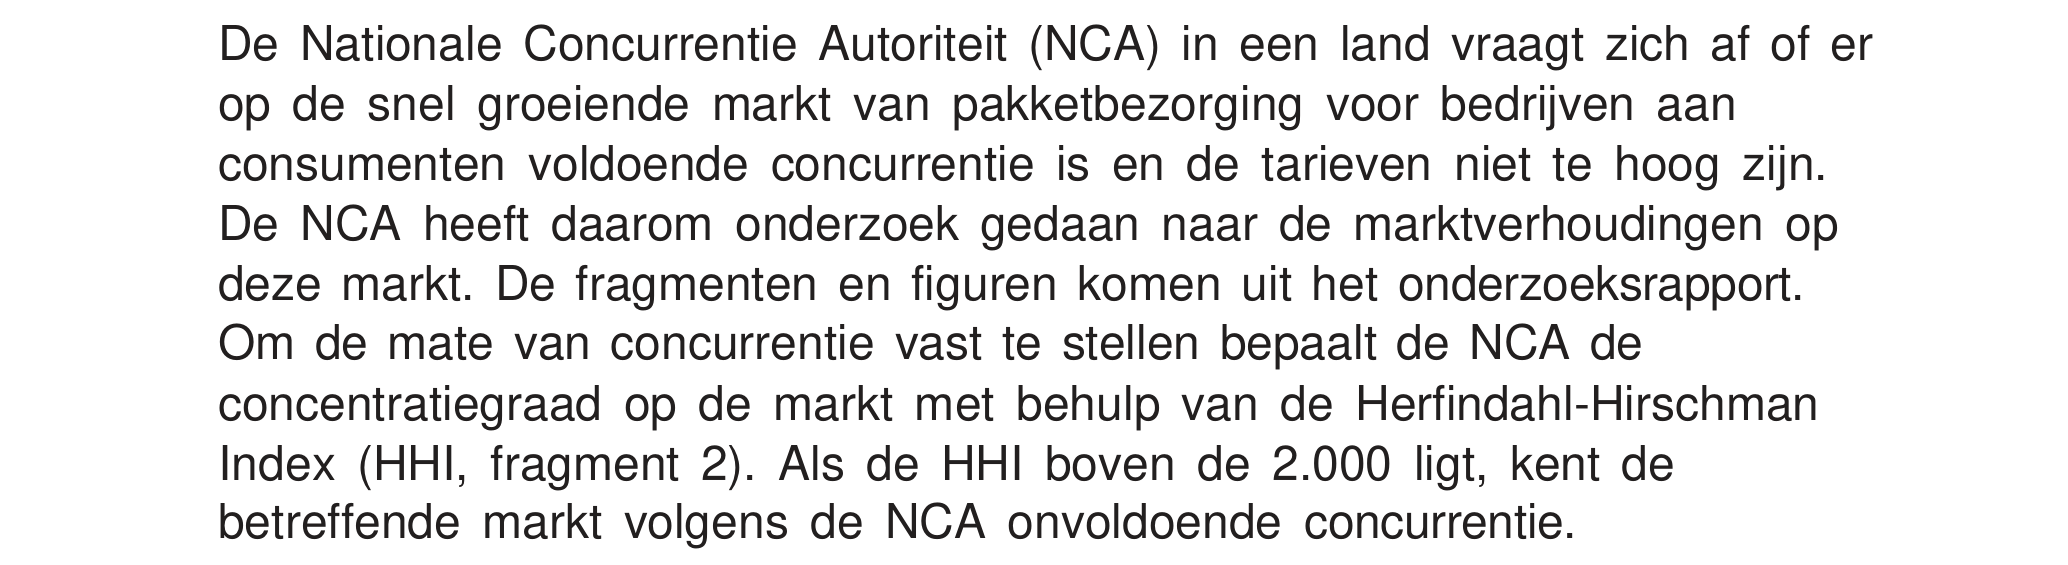 De Nationale Concurrentie Autoriteit (NCA) in een land vraagt zich af of er
op de snel groeiende markt van pakketbezorging voor bedrijven aan
consumenten voldoende concurrentie is en de tarieven niet te hoog zijn.
De NCA heeft daarom onderzoek gedaan naar de marktverhoudingen op
deze markt. De fragmenten en figuren komen uit het onderzoeksrapport.
Om de mate van concurrentie vast te stellen bepaalt de NCA de
concentratiegraad op de markt met behulp van de Herfindahl-Hirschman
Index (HHI, fragment 2). Als de HHI boven de 2.000 ligt, kent de
betreffende markt volgens de NCA onvoldoende concurrentie.